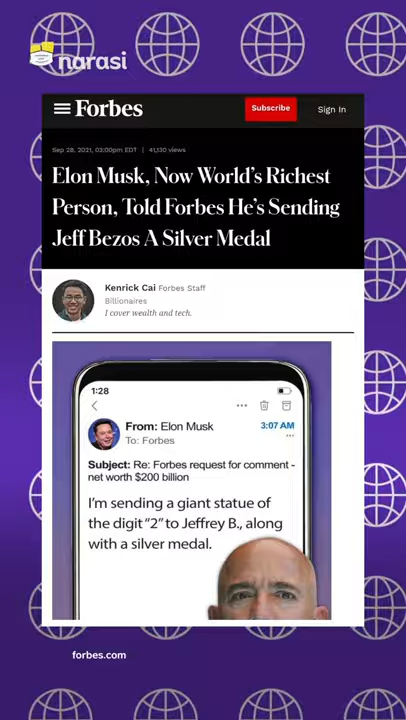 narasi
Forbes
Subscribe
Sign In
Sep 28, 2021, 03:00pm EDT | 41,130 views
Elon Musk, Now World's Richest
Person, Told Forbes He's Sending
Jeff Bezos A Silver Medal
Kenrick Cai Forbes Staff
Billionaires
I cover wealth and tech.
1:28
From: Elon Musk
3:07 AM
To: Forbes
Subject: Re: Forbes request for comment -
net worth $200 billion
I'm sending a giant statue of
the digit "2" to Jeffrey B., along
with a silver medal.
forbes.com